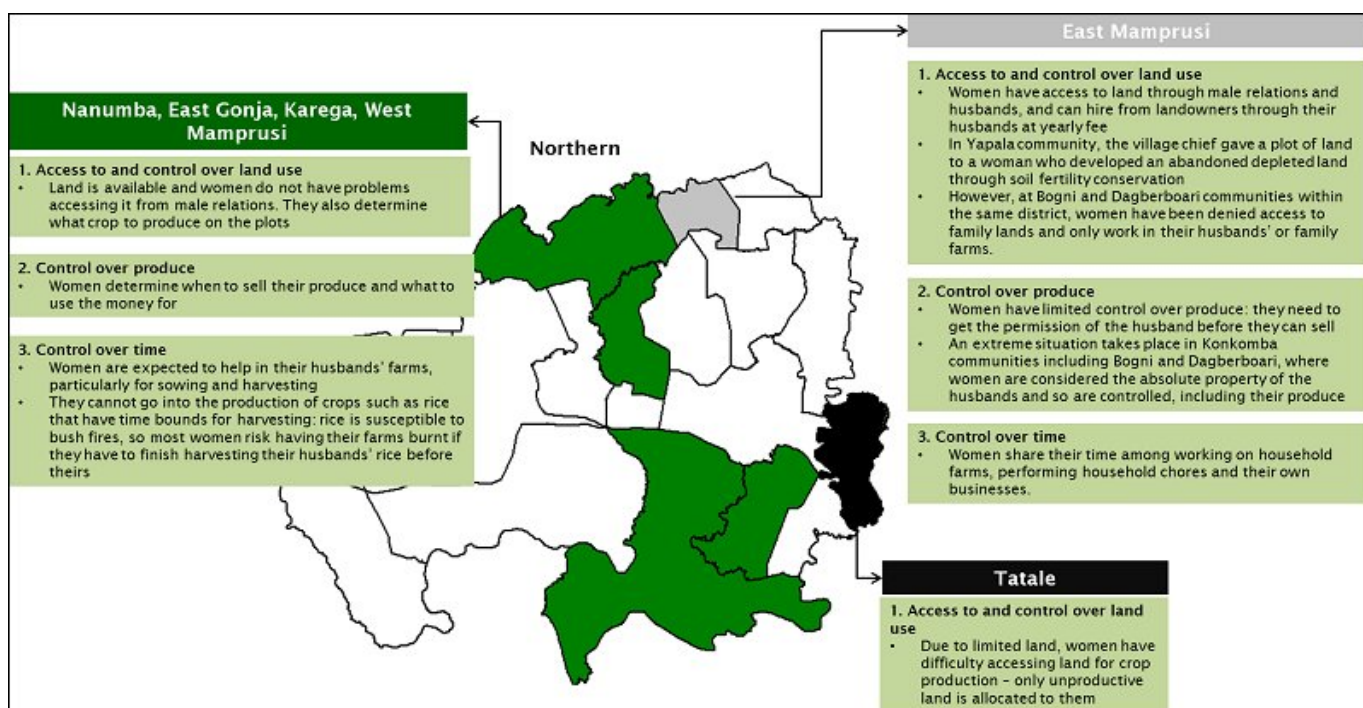 Nanumba, East Gonja, Karega, West
Mamprusi
1. Access to and control over land use
• Land is available and women do not have problems
accessing it from male relations. They also determine
what crop to produce on the plots
2. Control over produce
• Women determine when to sell their produce and what to
use the money for
3. Control over time
• Women are expected to help in their husbands’ farms,
particularly for sowing and harvesting
• They cannot go into the production of crops such as rice
that have time bounds for harvesting: rice is susceptible to
bush fires, so most women risk having their farms burnt if
they have to finish harvesting their husbands’ rice before
theirs
Northern
East Mamprusi
1. Access to and control over land use
• Women have access to land through male relations and
husbands, and can hire from landowners through their
husbands at yearly fee
• In Yapala community, the village chief gave a plot of land
to a woman who developed an abandoned depleted land
through soil fertility conservation
• However, at Bogni and Dagberboari communities within
the same district, women have been denied access to
family lands and only work in their husbands’ or family
farms.
2. Control over produce
• Women have limited control over produce: they need to
get the permission of the husband before they can sell
• An extreme situation takes place in Konkomba
communities including Bogni and Dagberboari, where
women are considered the absolute property of the
husbands and so are controlled, including their produce
3. Control over time
• Women share their time among working on household
farms, performing household chores and their own
businesses.
Tatale
1. Access to and control over land
use
• Due to limited land, women have
difficulty accessing land for crop
production – only unproductive
land is allocated to them